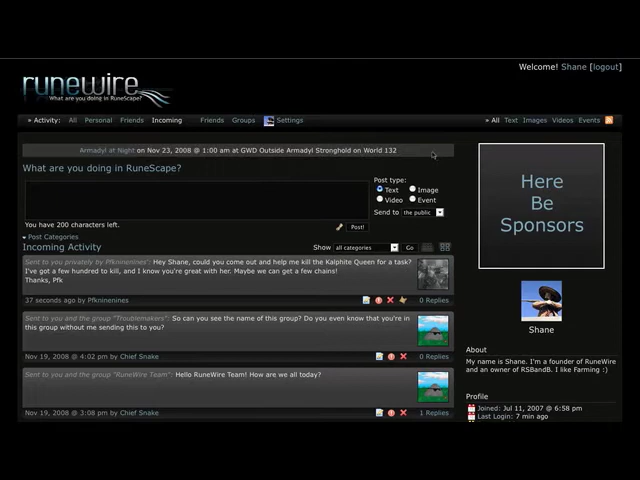 Welcome! Shane [logout]
runewire
What are you doing in RuneScape?
» Activity: All Personal Friends Incoming Friends Groups Settings » All Text Images Videos Events
Armadyl at Night on Nov 23, 2008 @ 1:00 am at GWD Outside Armadyl Stronghold on World 132
What are you doing in RuneScape?
Post type:
Text Image
Video Event
Send to the public
You have 200 characters left.
Post!
Post Categories
Incoming Activity
Show all categories Go
Sent to you privately by Pfkninenines": Hey Shane, could you come out and help me kill the Kalphite Queen for a task?
I've got a few hundred to kill, and I know you're great with her. Maybe we can get a few chains!
Thanks, Pfk
37 seconds ago by Pfkninenines
0 Replies
Sent to you and the group "Troublemakers": So can you see the name of this group? Do you even know that you're in
this group without me sending this to you?
Nov 19, 2008 @ 4:02 pm by Chief Snake
0 Replies
Sent to you and the group "RuneWire Team": Hello RuneWire Team! How are we all today?
Nov 19, 2008 @ 3:08 pm by Chief Snake
1 Replies
Here
Be
Sponsors
Shane
About
My name is Shane. I'm a founder of RuneWire
and an owner of RSBandB. I like Farming :)
Profile
Joined: Jul 11, 2007 @ 6:58 pm
Last Login: 7 min ago